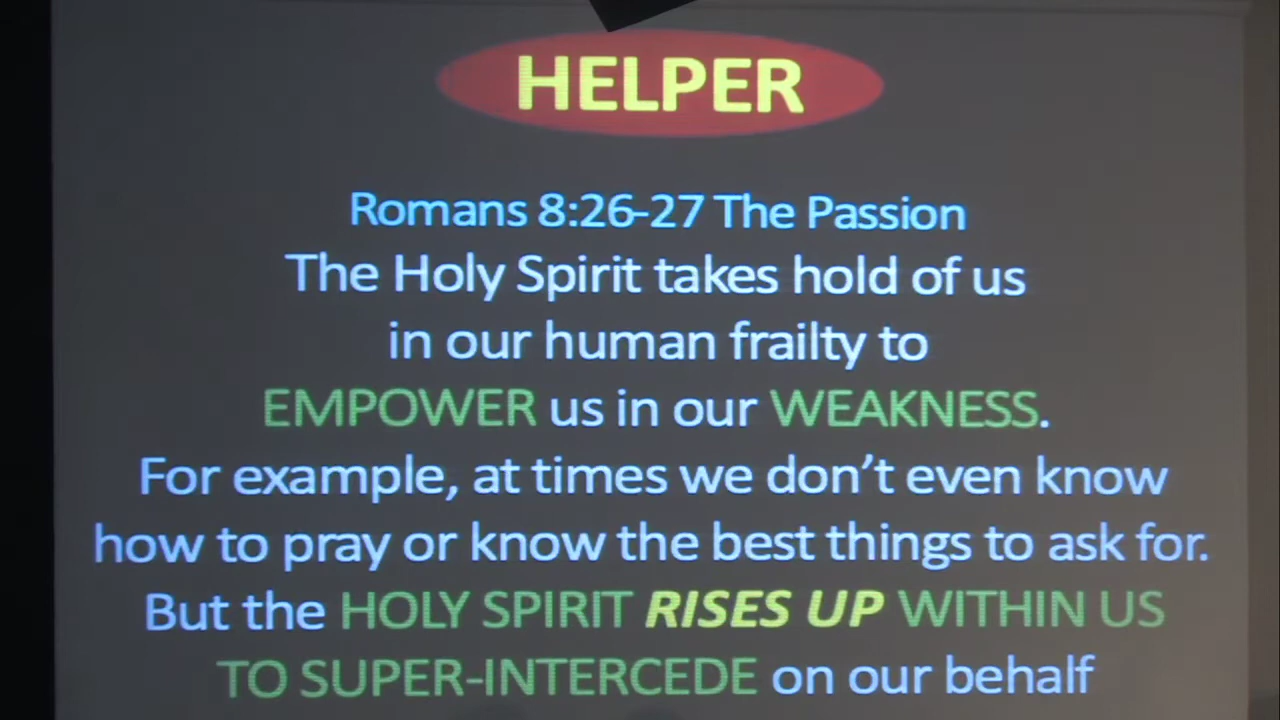 HELPER
Romans 8:26-27 The Passion
The Holy Spirit takes hold of us
in our human frailty to
EMPOWER us in our WEAKNESS.
For example, at times we don’t even know
how to pray or know the best things to ask for.
But the HOLY SPIRIT RISES UP WITHIN US
TO SUPER-INTERCEDE on our behalf